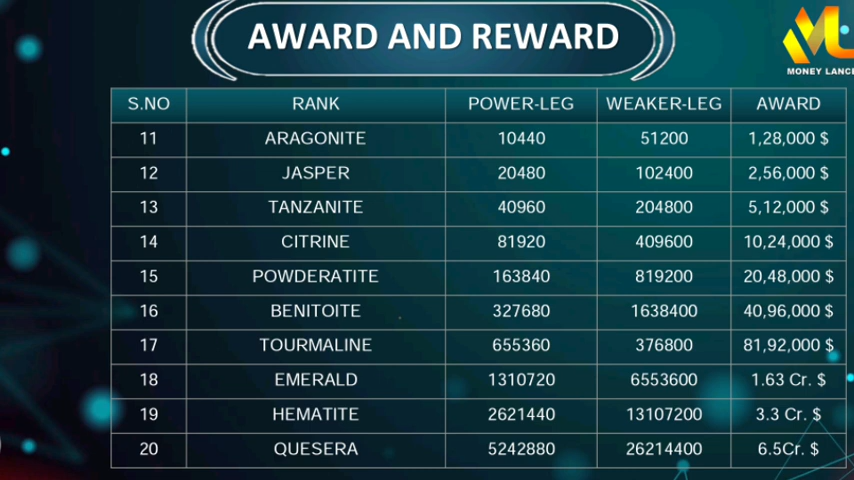 AWARD AND REWARD
MONEY LANCE
S.NO RANK POWER-LEG WEAKER-LEG AWARD
11 ARAGONITE 10440 51200 1,28,000 $
12 JASPER 20480 102400 2,56,000 $
13 TANZANITE 40960 204800 5,12,000 $
14 CITRINE 81920 409600 10,24,000 $
15 POWDERATITE 163840 819200 20,48,000 $
16 BENITOITE 327680 1638400 40,96,000 $
17 TOURMALINE 655360 376800 81,92,000 $
18 EMERALD 1310720 6553600 1.63 Cr. $
19 HEMATITE 2621440 13107200 3.3 Cr. $
20 QUESERA 5242880 26214400 6.5Cr. $